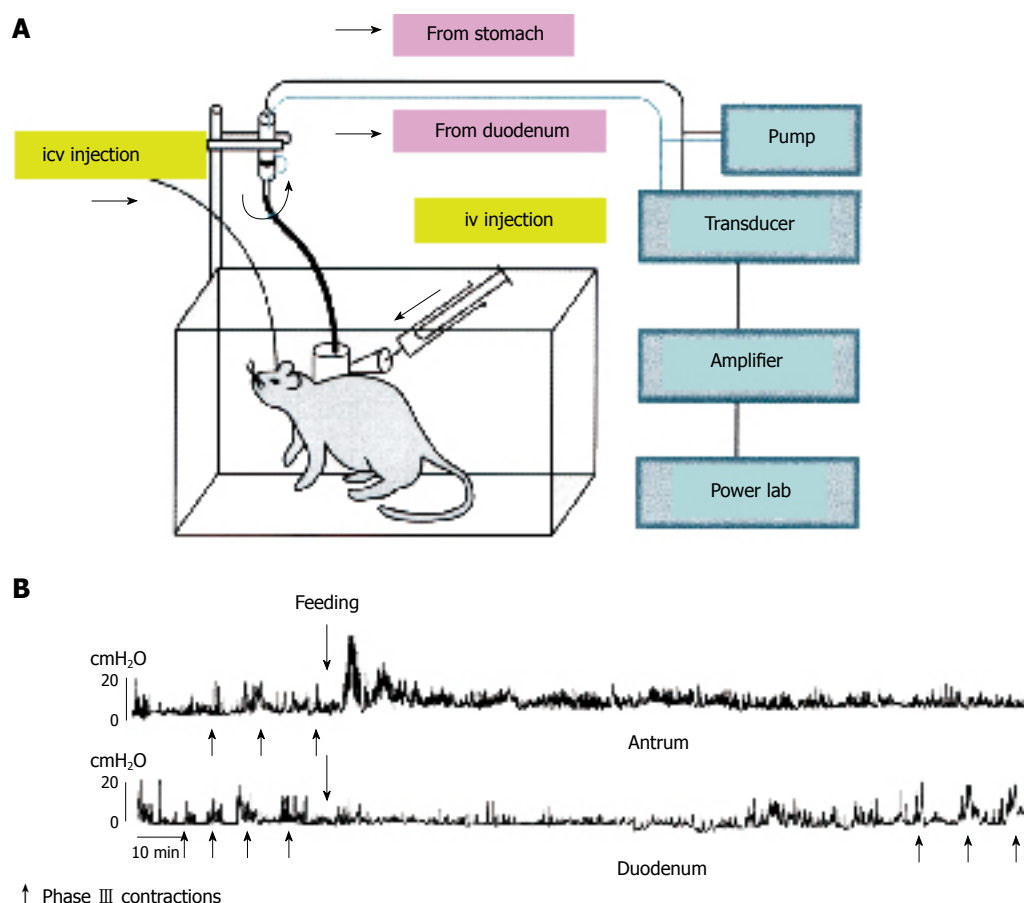 A
From stomach
icv injection
From duodenum
Pump
iv injection
Transducer
Amplifier
Power lab
B
Feeding
cmH₂O
20
0
Antrum
cmH₂O
20
0
10 min
Duodenum
↑ Phase Ⅲ contractions